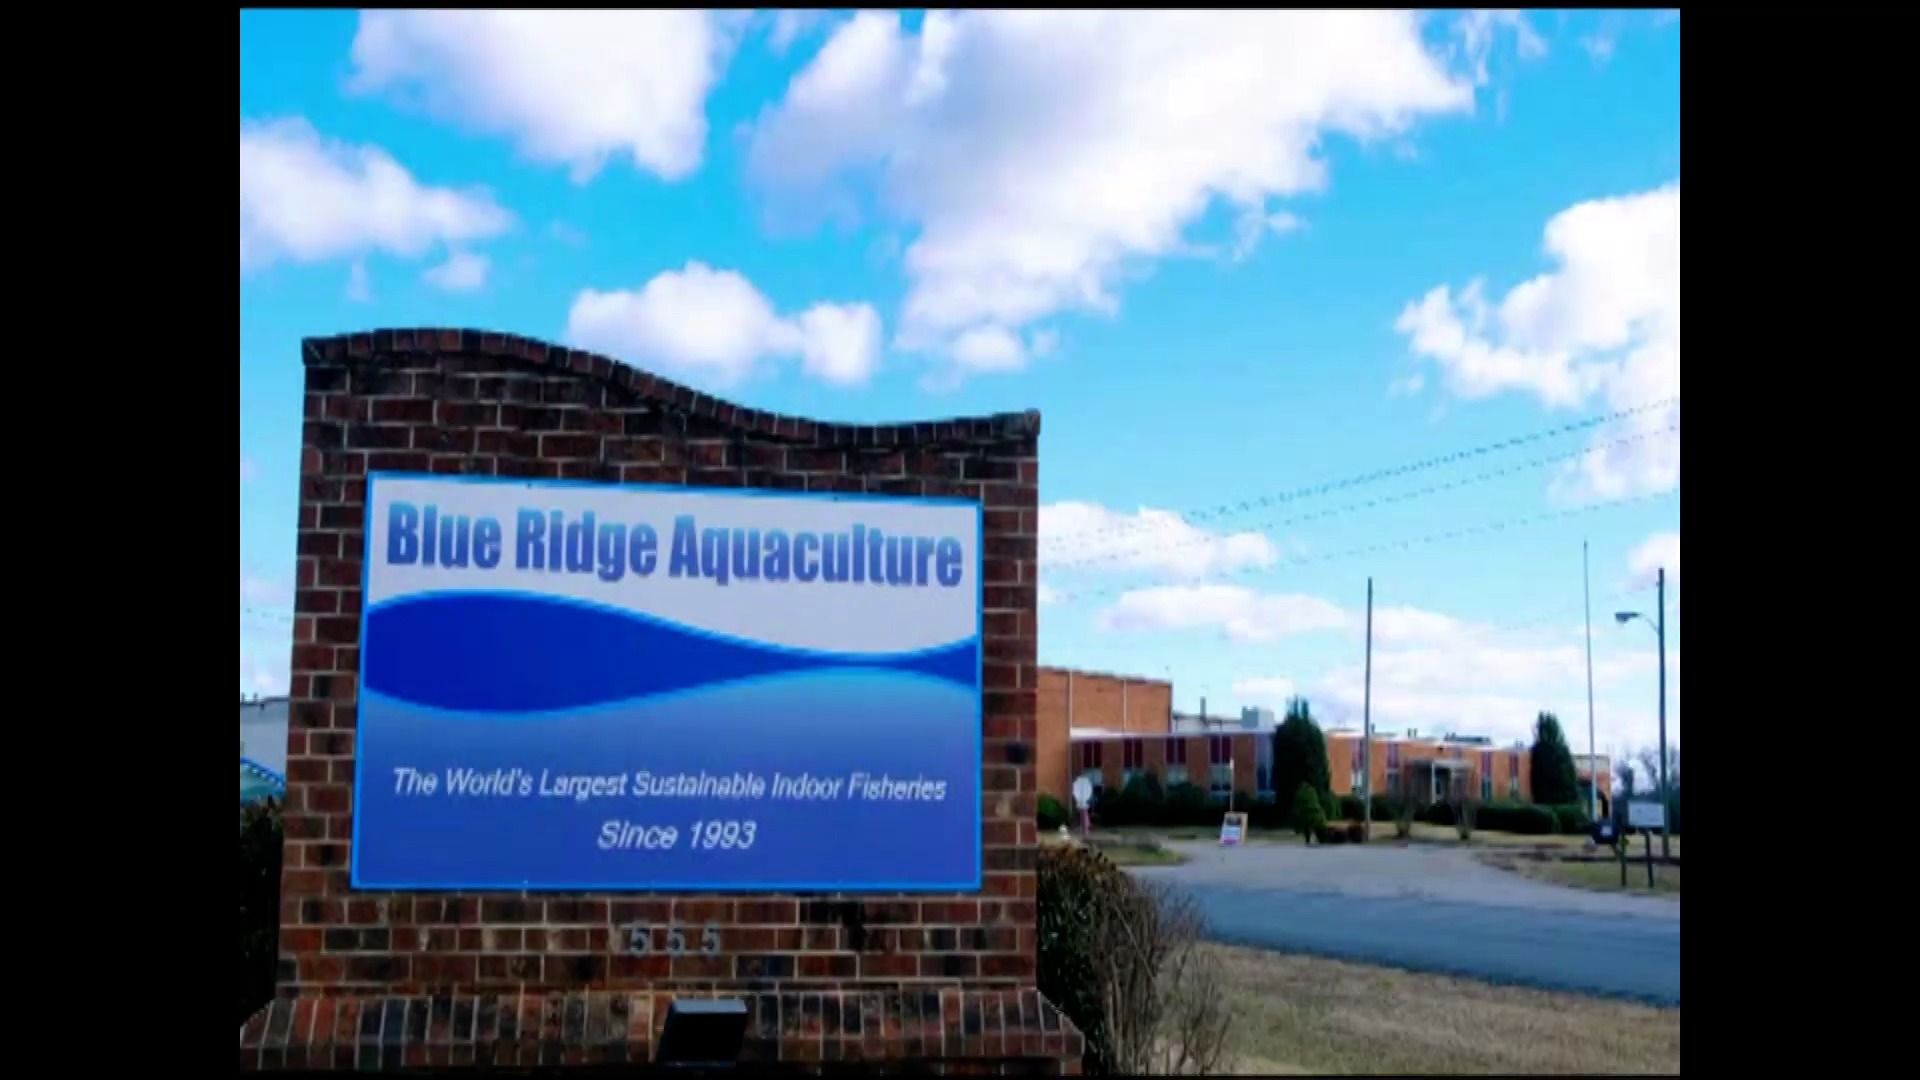 Blue Ridge Aquaculture
The World's Largest Sustainable Indoor Fisheries
Since 1993
555